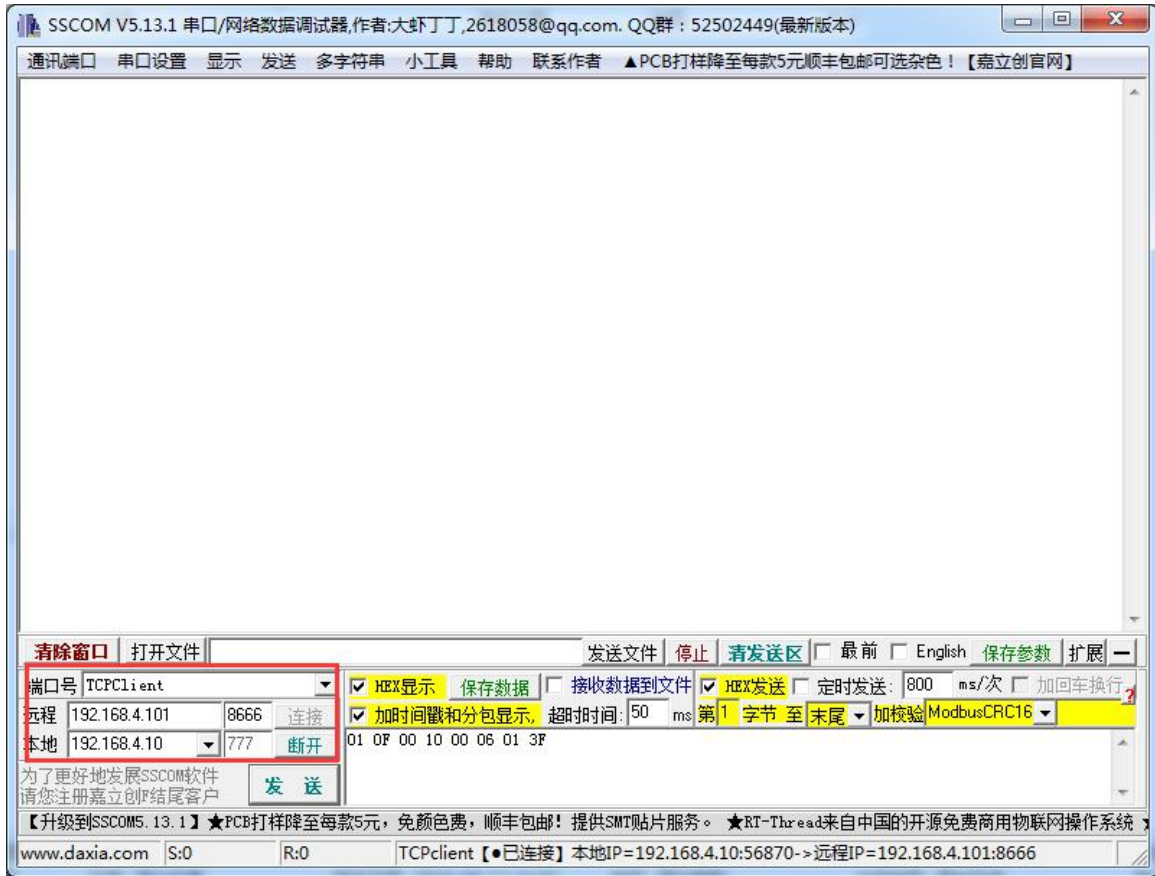 SSCOM V5.13.1 串口/网络数据调试器,作者:大虾丁丁,2618058@qq.com. QQ群：52502449(最新版本)
通讯端口 串口设置 显示 发送 多字符串 小工具 帮助 联系作者 ▲PCB打样降至每款5元顺丰包邮可选杂色！【嘉立创官网】
清除窗口 打开文件 发送文件 停止 清发送区 最前 English 保存参数 扩展 —
端口号 TCPClient HEX显示 保存数据 接收数据到文件 HEX发送 定时发送: 800 ms/次 加回车换行 ?
远程 192.168.4.101 8666 连接 加时间戳和分包显示, 超时时间: 50 ms 第 1 字节 至 末尾 加校验 ModbusCRC16
本地 192.168.4.10 777 断开 01 0F 00 10 00 06 01 3F
为了更好地发展SSCOM软件
请您注册嘉立创F结尾客户 发 送
【升级到SSCOM5.13.1】★PCB打样降至每款5元，免颜色费，顺丰包邮！提供SMT贴片服务。 ★RT-Thread来自中国的开源免费商用物联网操作系统
www.daxia.com S:0 R:0 TCPclient【●已连接】本地IP=192.168.4.10:56870->远程IP=192.168.4.101:8666